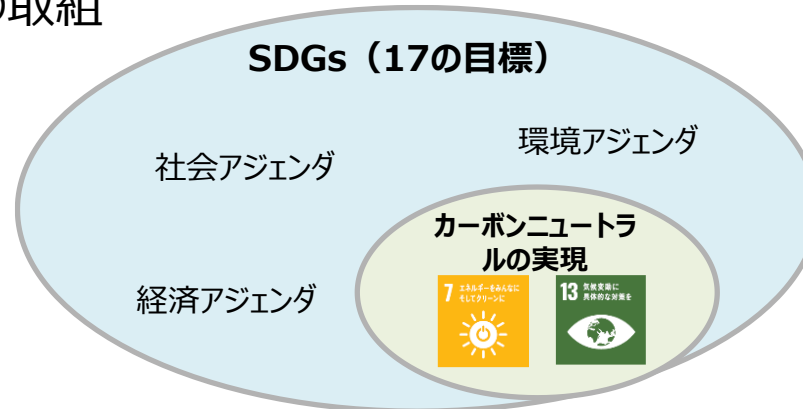 の取組
SDGs（17の目標）
環境アジェンダ
社会アジェンダ
カーボンニュートラ
ルの実現
7 エネルギーをみんなに
そしてクリーンに
13 気候変動に
具体的な対策を
経済アジェンダ